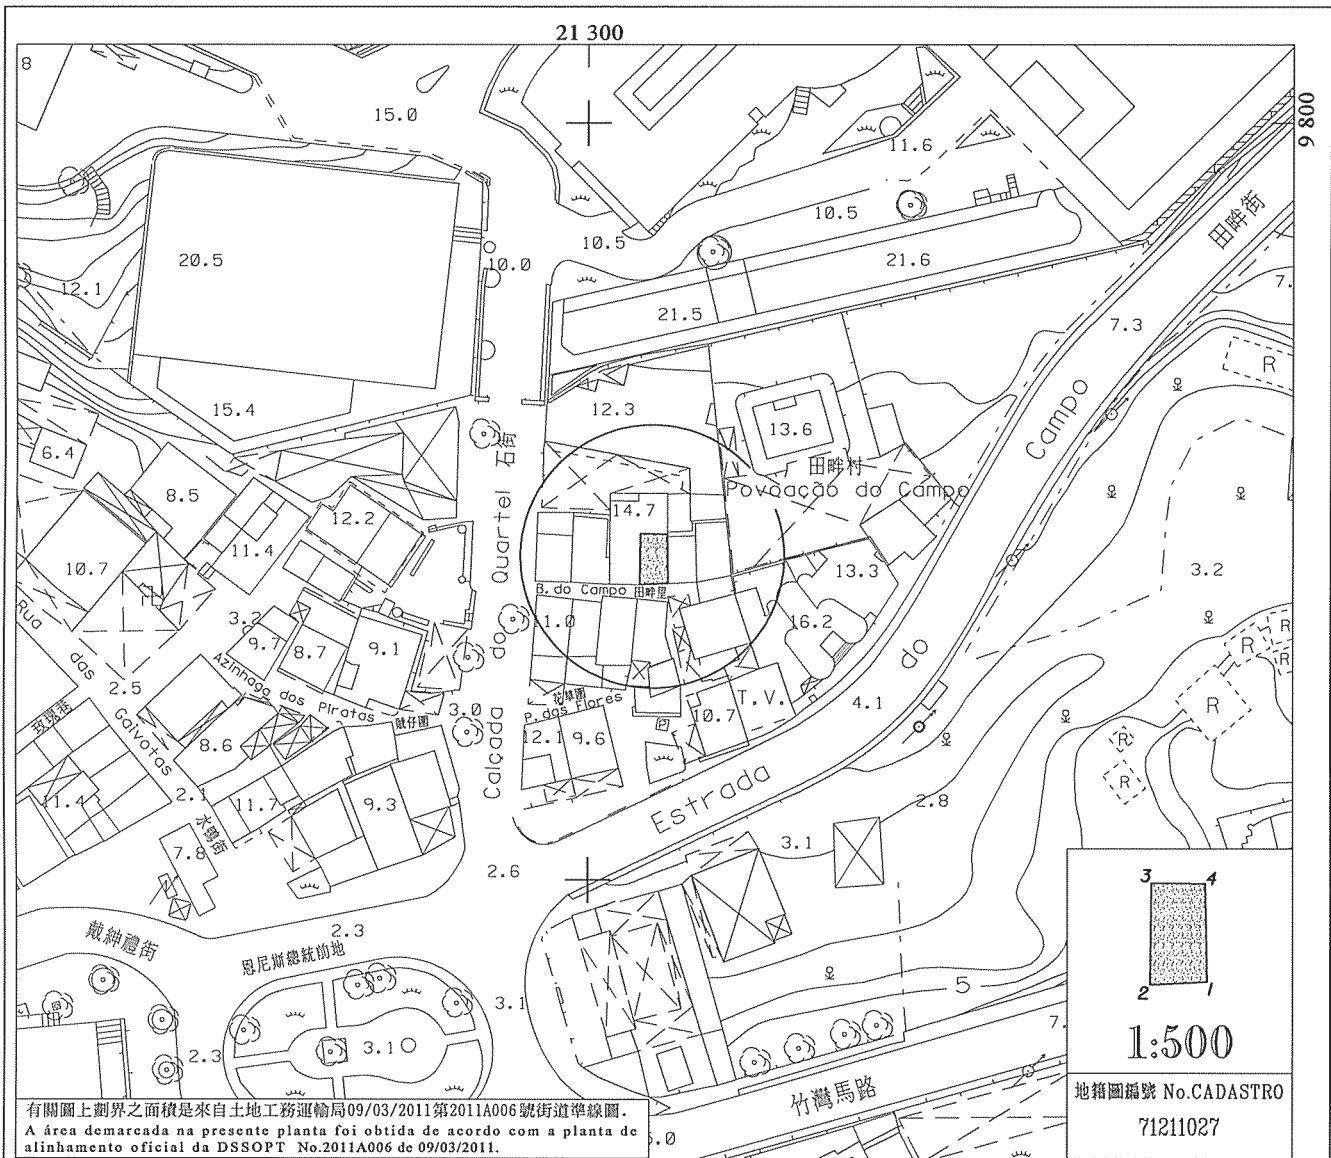 21 300
9 800
8
15.0
11.6
10.5
10.5
10.0
20.5
12.1
21.6
21.5
田畔街
7.3
7.
R
15.4
12.3
石街
13.6
田畔村
Povoação do Campo
Campo
6.4
8.5
12.2
14.7
11.4
10.7
Quartel
13.3
3.2
B. do Campo 田畔里
11.0
16.2
Rua
3.2
9.7
8.7
9.1
do
do
R
R
R
das
Azinhaga dos Piratas
2.5
賊仔圍
花草圍
P. das Flores
T.V.
4.1
3.0
10.7
R
Gaivotas
8.6
12.1
9.6
Calçada
R
R
Estrada
2.8
11.4
2.1
11.7
9.3
水鴨街
7.8
3.1
2.6
3
4
2
1
1:500
戴紳禮街
2.3
恩尼斯總統前地
3.1
5
7.
2.3
3.1
竹灣馬路
地籍圖編號 No.CADASTRO
71211027
有關圖上劃界之面積是來自土地工務運輸局09/03/2011第2011A006號街道準線圖.
A área demarcada na presente planta foi obtida de acordo com a planta de
alinhamento oficial da DSSOPT No.2011A006 de 09/03/2011.